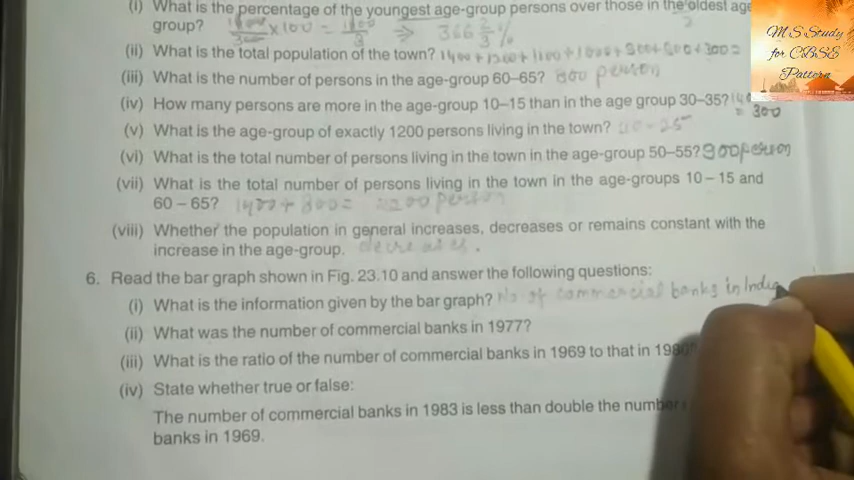 (i) What is the percentage of the youngest age-group persons over those in the oldest age
group? ×100 = ⇒ 366 2/3 %
(ii) What is the total population of the town? 1400+1200+1100+1000+900+800+300=
(iii) What is the number of persons in the age-group 60–65? 800 person
(iv) How many persons are more in the age-group 10–15 than in the age group 30–35?
= 300
(v) What is the age-group of exactly 1200 persons living in the town? 20-25
(vi) What is the total number of persons living in the town in the age-group 50–55? 900 person
(vii) What is the total number of persons living in the town in the age-groups 10 – 15 and
60 – 65? 1400 + 800 = 2200 person
(viii) Whether the population in general increases, decreases or remains constant with the
increase in the age-group. decreases.
6. Read the bar graph shown in Fig. 23.10 and answer the following questions:
(i) What is the information given by the bar graph? No of commercial banks in India
(ii) What was the number of commercial banks in 1977?
(iii) What is the ratio of the number of commercial banks in 1969 to that in 1980?
(iv) State whether true or false:
The number of commercial banks in 1983 is less than double the number
banks in 1969.
M S Study
for CBSE
Pattern